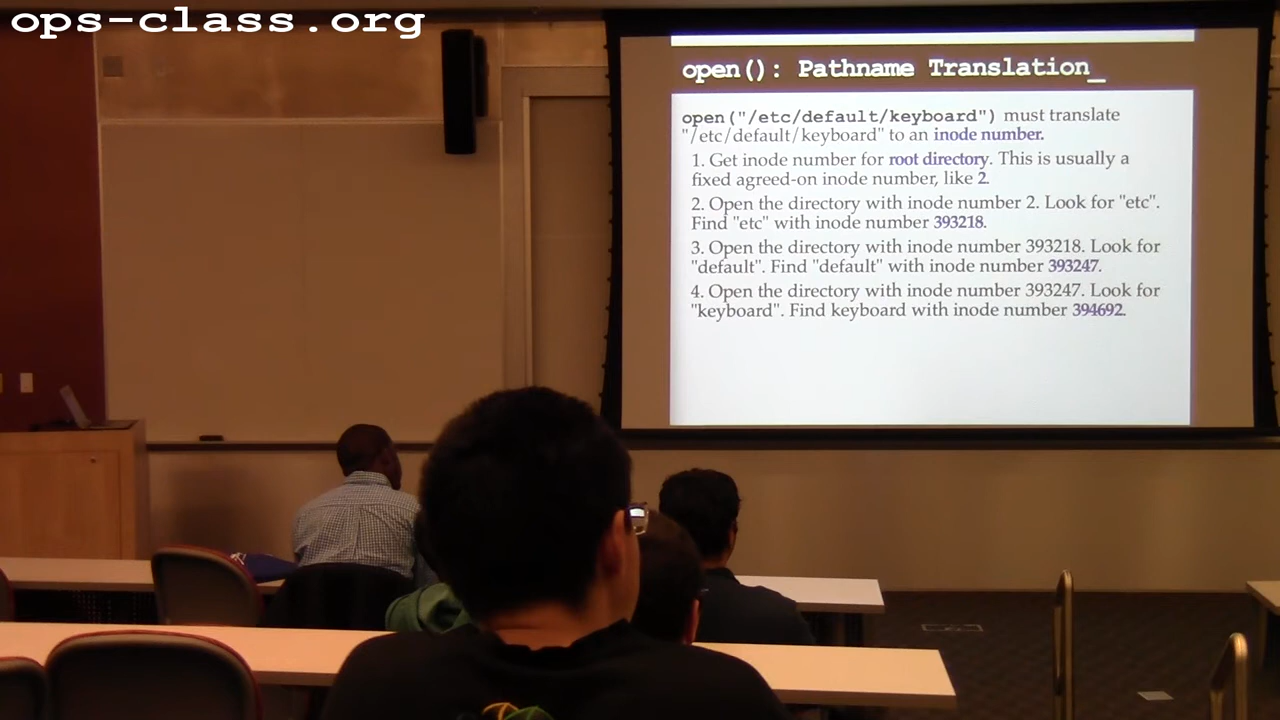 ops-class.org
open(): Pathname Translation_
open("/etc/default/keyboard") must translate
"/etc/default/keyboard" to an inode number.
1. Get inode number for root directory. This is usually a
fixed agreed-on inode number, like 2.
2. Open the directory with inode number 2. Look for "etc".
Find "etc" with inode number 393218.
3. Open the directory with inode number 393218. Look for
"default". Find "default" with inode number 393247.
4. Open the directory with inode number 393247. Look for
"keyboard". Find keyboard with inode number 394692.